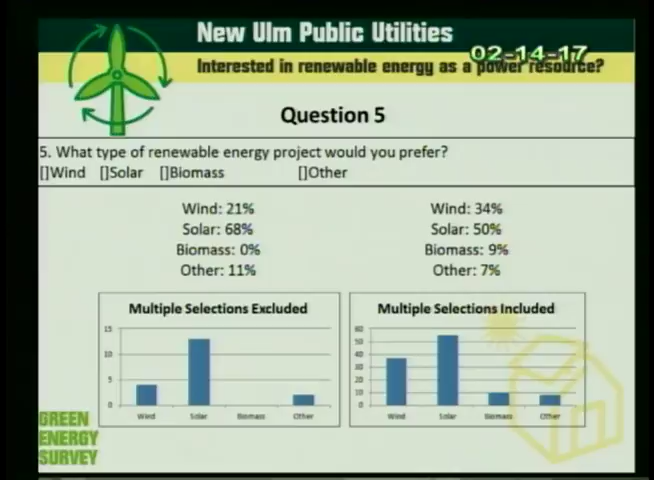 New Ulm Public Utilities
02-14-17
Interested in renewable energy as a power resource?
Question 5
5. What type of renewable energy project would you prefer?
[]Wind []Solar []Biomass []Other
Wind: 21%
Solar: 68%
Biomass: 0%
Other: 11%
Wind: 34%
Solar: 50%
Biomass: 9%
Other: 7%
Multiple Selections Excluded
15
10
5
0
Wind Solar Biomass Other
Multiple Selections Included
60
50
40
30
20
10
0
Wind Solar Biomass Other
GREEN
ENERGY
SURVEY